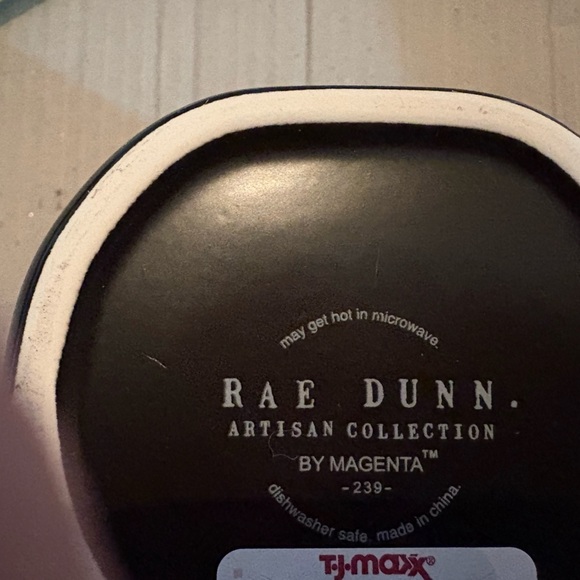 may get hot in microwave.
RAE DUNN.
ARTISAN COLLECTION
BY MAGENTA™
-239-
dishwasher safe. made in china.
T·J·maxx®